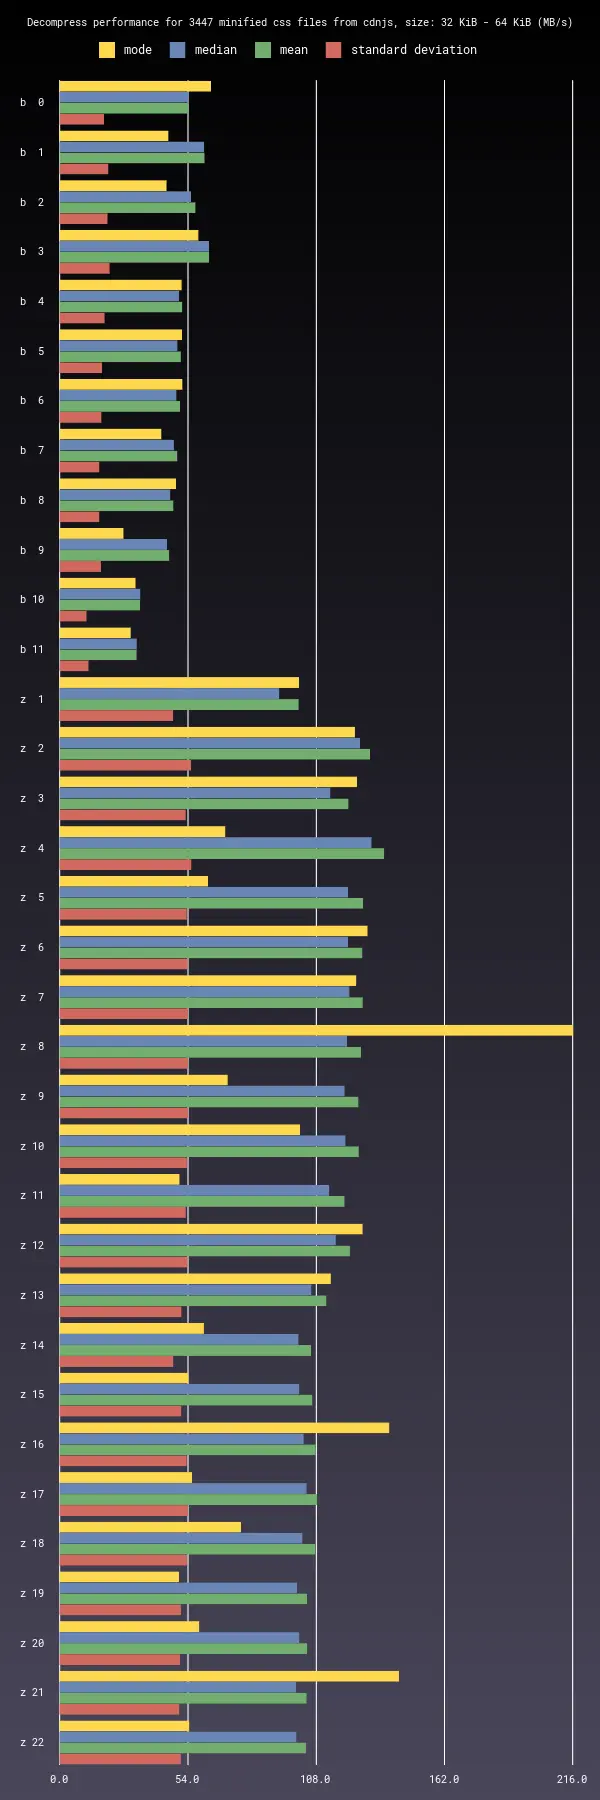 Decompress performance for 3447 minified css files from cdnjs, size: 32 KiB - 64 KiB (MB/s)
mode median mean standard deviation
b 0
b 1
b 2
b 3
b 4
b 5
b 6
b 7
b 8
b 9
b 10
b 11
z 1
z 2
z 3
z 4
z 5
z 6
z 7
z 8
z 9
z 10
z 11
z 12
z 13
z 14
z 15
z 16
z 17
z 18
z 19
z 20
z 21
z 22
0.0 54.0 108.0 162.0 216.0